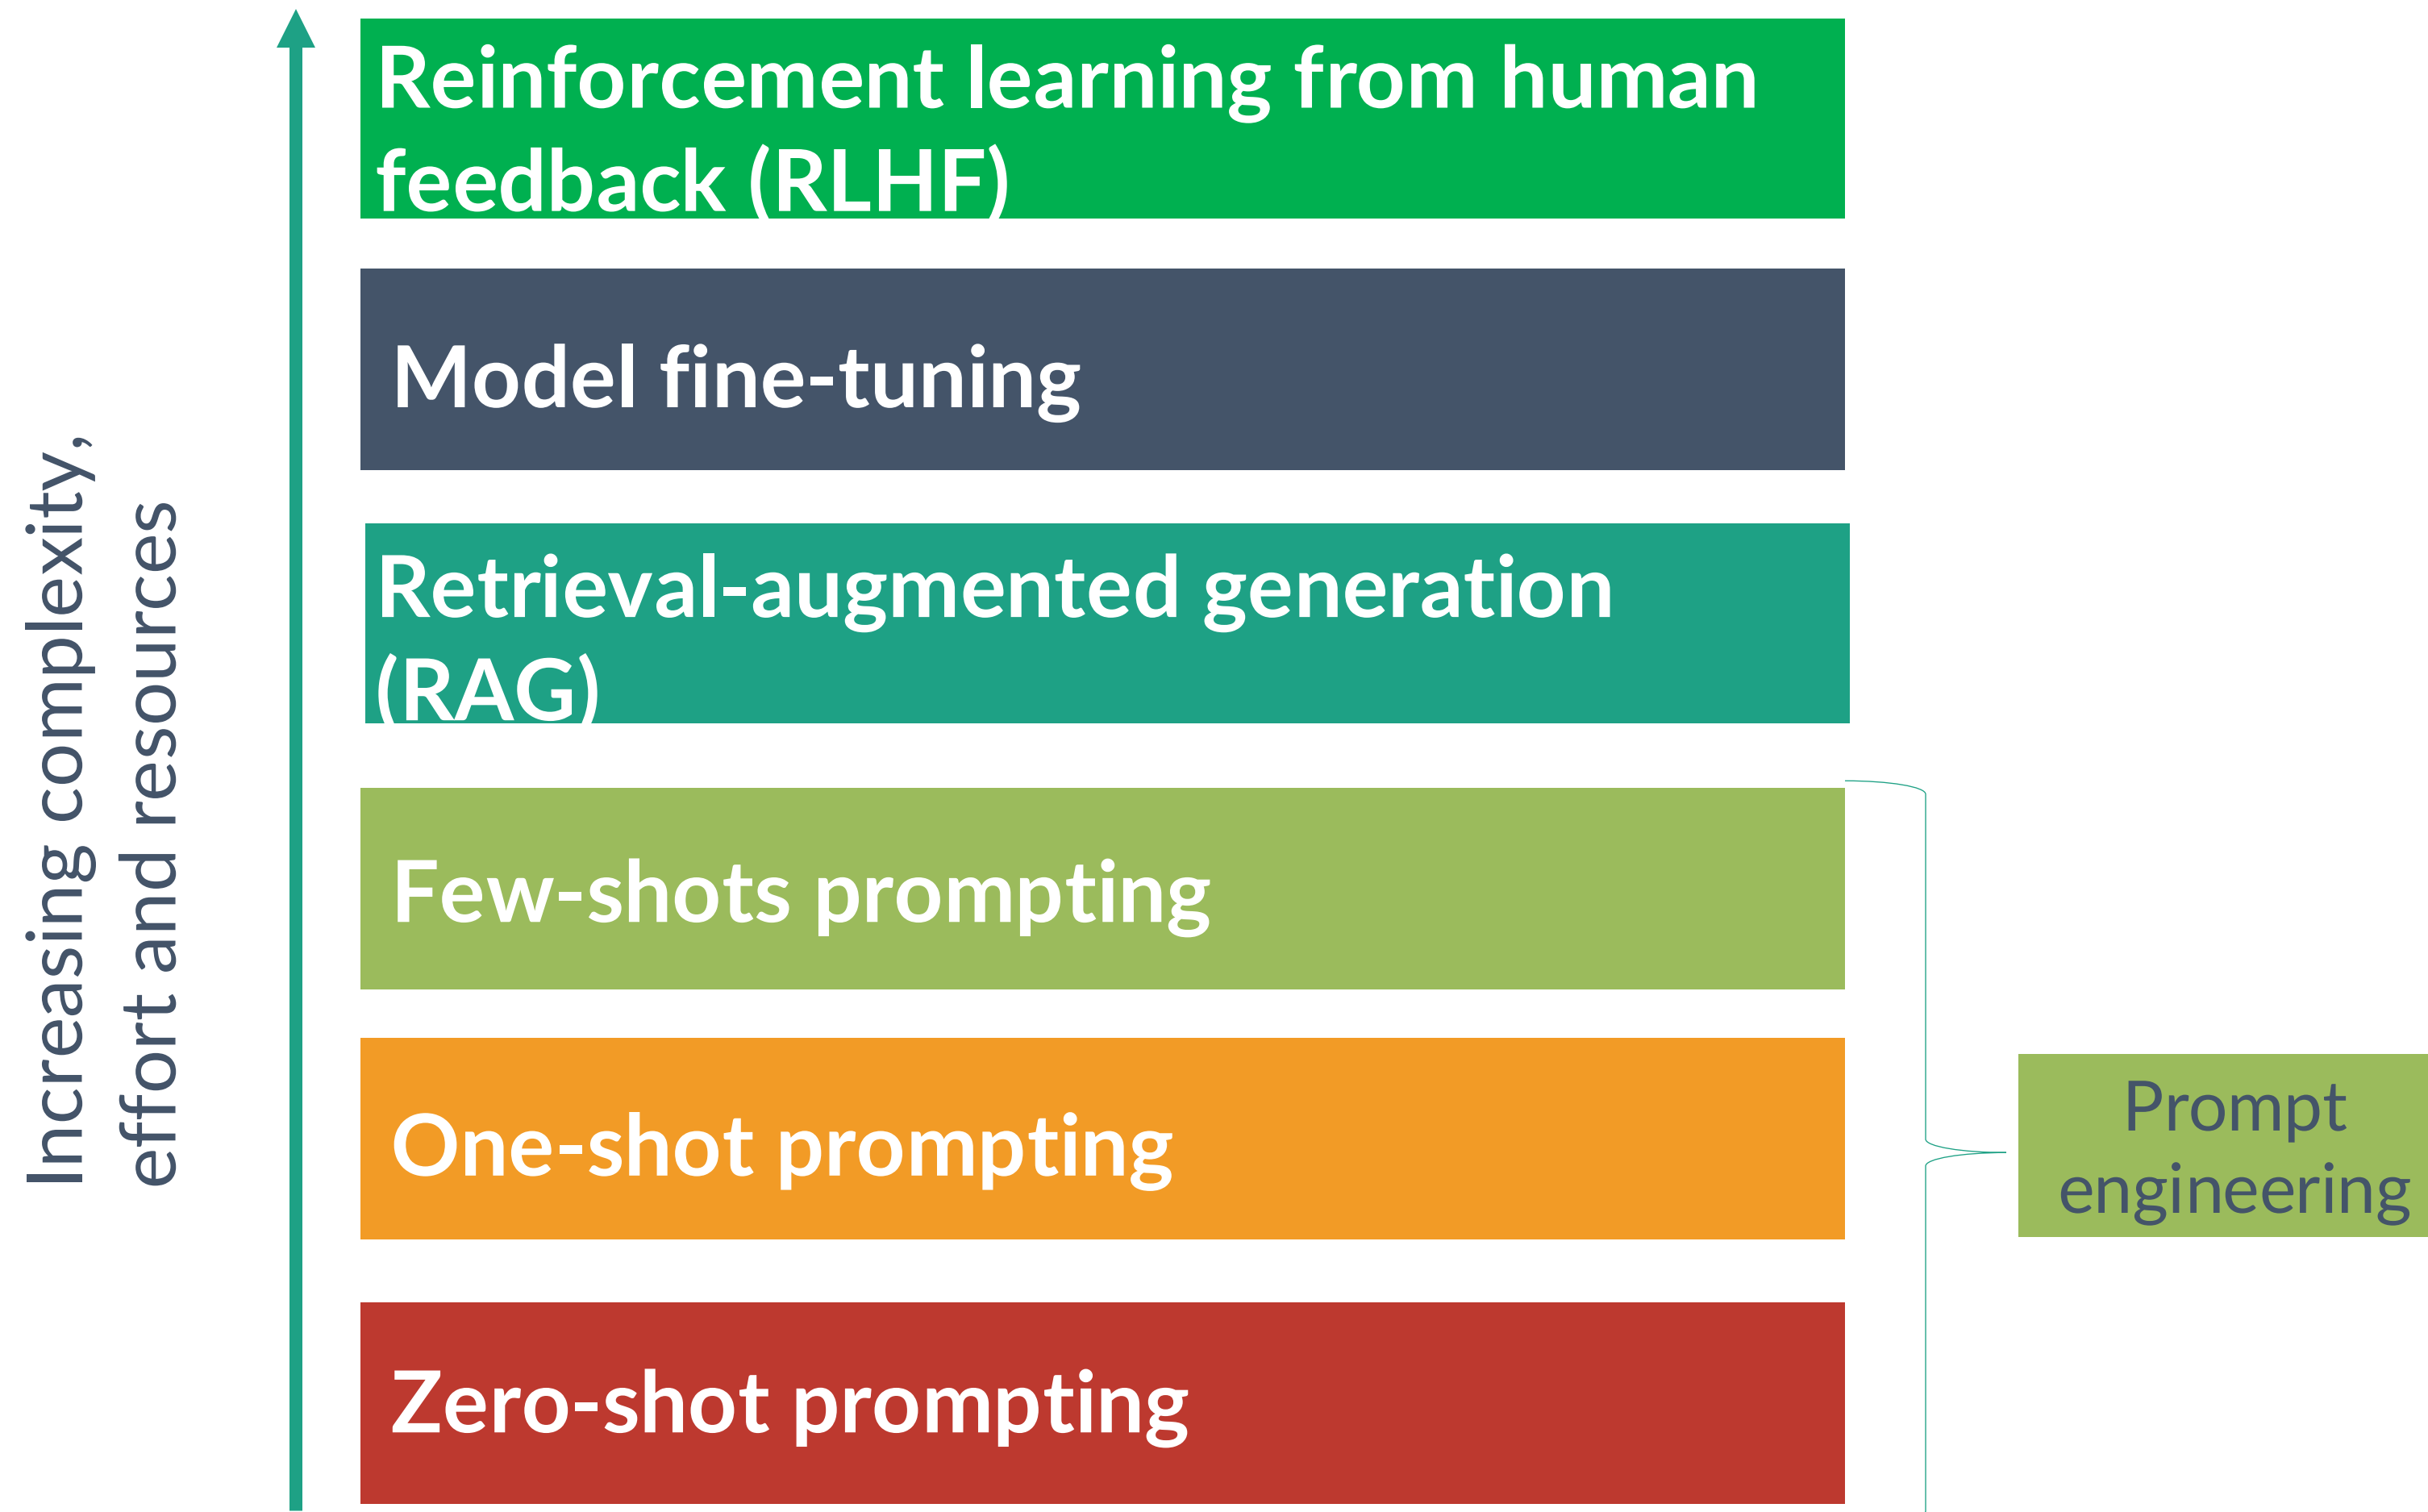 Increasing complexity,
effort and resources
Reinforcement learning from human
feedback (RLHF)
Model fine-tuning
Retrieval-augmented generation
(RAG)
Few-shots prompting
One-shot prompting
Zero-shot prompting
Prompt
engineering